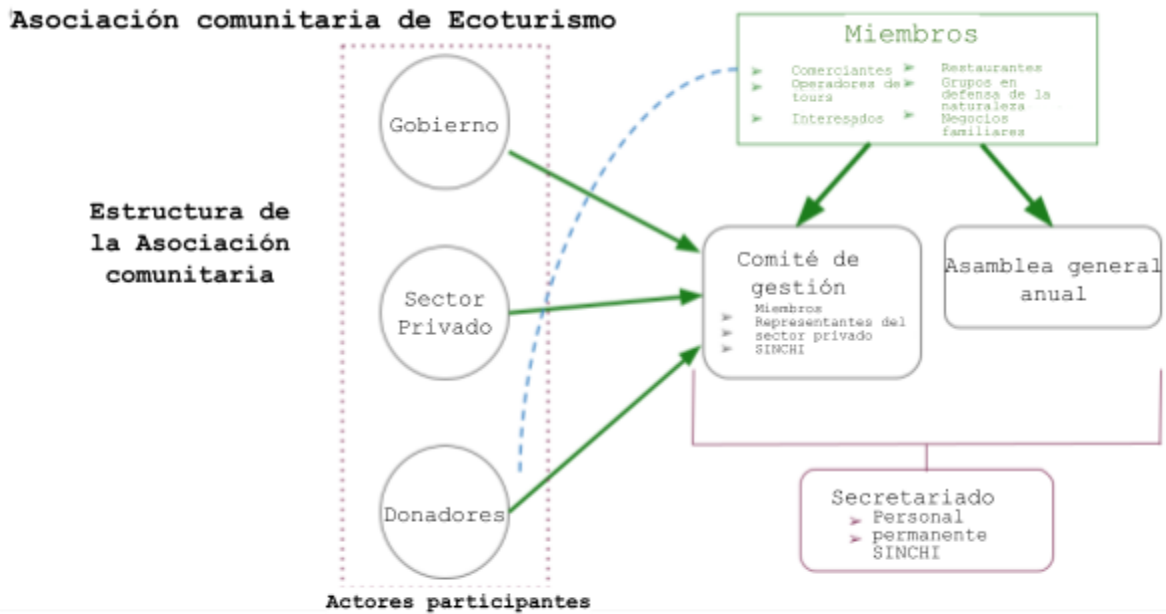 Asociación comunitaria de Ecoturismo
Estructura de
la Asociación
comunitaria
Gobierno
Sector
Privado
Donadores
Actores participantes
Miembros
Comerciantes
Operadores de
tours
Interesados
Restaurantes
Grupos en
defensa de la
naturaleza
Negocios
familiares
Comité de
gestión
Miembros
Representantes del
sector privado
SINCHI
Asamblea general
anual
Secretariado
Personal
permanente
SINCHI